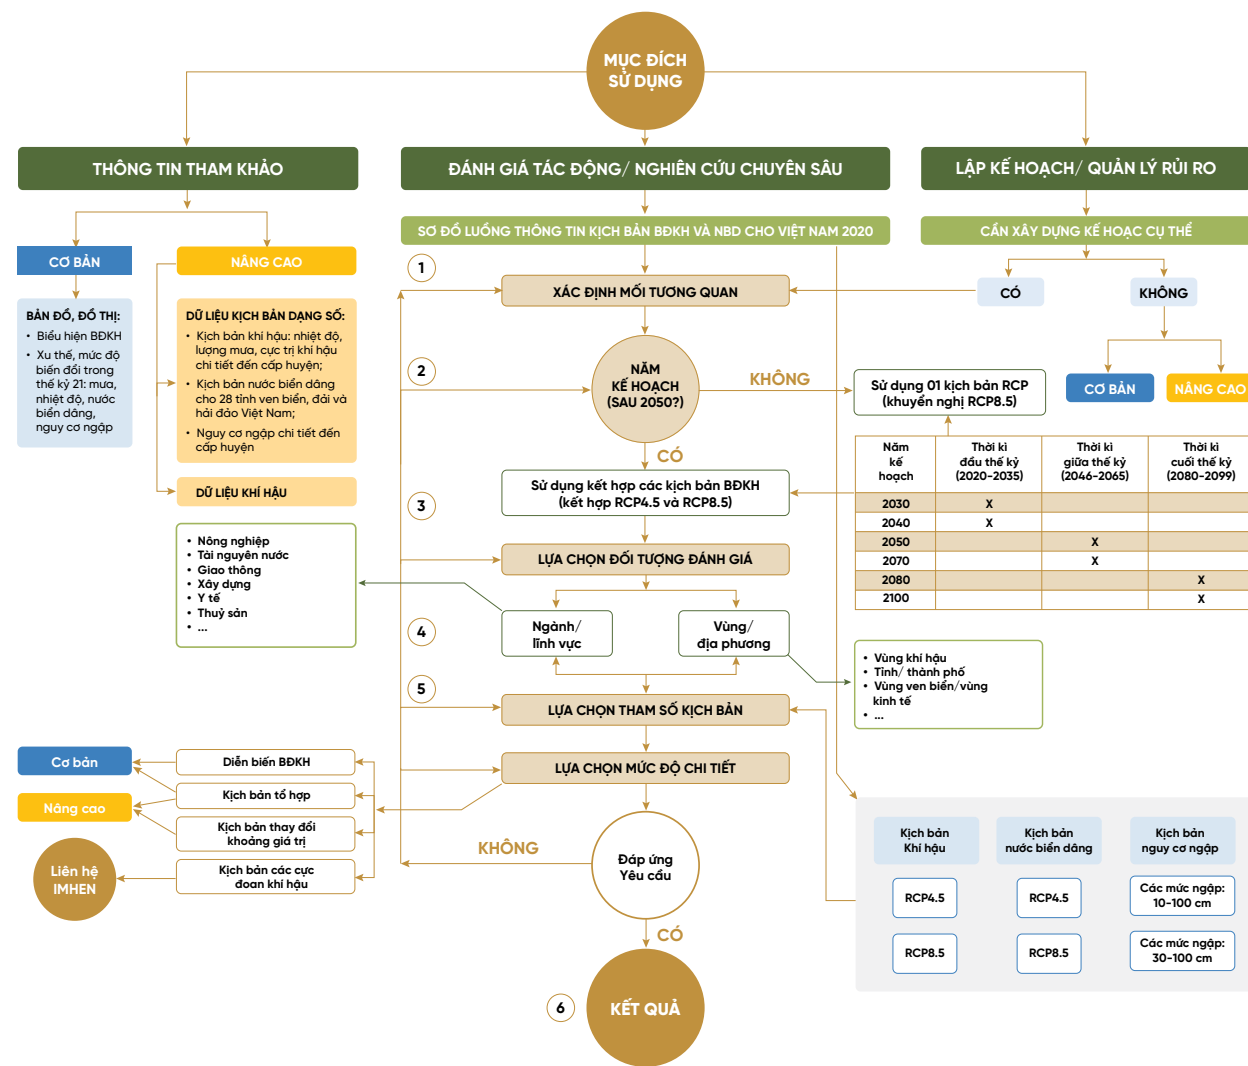 MỤC ĐÍCH
SỬ DỤNG
THÔNG TIN THAM KHẢO
ĐÁNH GIÁ TÁC ĐỘNG/ NGHIÊN CỨU CHUYÊN SÂU
LẬP KẾ HOẠCH/ QUẢN LÝ RỦI RO
SƠ ĐỒ LUỒNG THÔNG TIN KỊCH BẢN BĐKH VÀ NBD CHO VIỆT NAM 2020
CẦN XÂY DỰNG KẾ HOẠC CỤ THỂ
CƠ BẢN
NÂNG CAO
BẢN ĐỒ, ĐỒ THỊ:
• Biểu hiện BĐKH
• Xu thế, mức độ
biến đổi trong
thế kỷ 21: mưa,
nhiệt độ, nước
biển dâng,
nguy cơ ngập
DỮ LIỆU KỊCH BẢN DẠNG SỐ:
• Kịch bản khí hậu: nhiệt độ,
lượng mưa, cực trị khí hậu
chi tiết đến cấp huyện;
• Kịch bản nước biển dâng
cho 28 tỉnh ven biển, đải và
hải đảo Việt Nam;
• Nguy cơ ngập chi tiết đến
cấp huyện
DỮ LIỆU KHÍ HẬU
1
XÁC ĐỊNH MỐI TƯƠNG QUAN
CÓ
KHÔNG
2
NĂM
KẾ HOẠCH
(SAU 2050?)
KHÔNG
Sử dụng 01 kịch bản RCP
(khuyển nghị RCP8.5)
CƠ BẢN
NÂNG CAO
CÓ
Năm
kế
hoạch
Thời kì
đầu thế kỷ
(2020-2035)
Thời kì
giữa thế kỷ
(2046-2065)
Thời kì
cuối thế kỷ
(2080-2099)
2030 X
2040 X
2050 X
2070 X
2080 X
2100 X
3
Sử dụng kết hợp các kịch bản BĐKH
(kết hợp RCP4.5 và RCP8.5)
LỰA CHỌN ĐỐI TƯỢNG ĐÁNH GIÁ
• Nông nghiệp
• Tài nguyên nước
• Giao thông
• Xây dựng
• Y tế
• Thuỷ sản
• ...
4
Ngành/
lĩnh vực
Vùng/
địa phương
• Vùng khí hậu
• Tỉnh/ thành phố
• Vùng ven biển/vùng
kinh tế
• ...
5
LỰA CHỌN THAM SỐ KỊCH BẢN
LỰA CHỌN MỨC ĐỘ CHI TIẾT
Cơ bản
Nâng cao
Liên hệ
IMHEN
Diễn biến BĐKH
Kịch bản tổ hợp
Kịch bản thay đổi
khoảng giá trị
Kịch bản các cực
đoan khí hậu
KHÔNG
Đáp ứng
Yêu cầu
CÓ
6
KẾT QUẢ
Kịch bản
Khí hậu
Kịch bản
nước biển dâng
Kịch bản
nguy cơ ngập
RCP4.5
RCP4.5
Các mức ngập:
10-100 cm
RCP8.5
RCP8.5
Các mức ngập:
30-100 cm